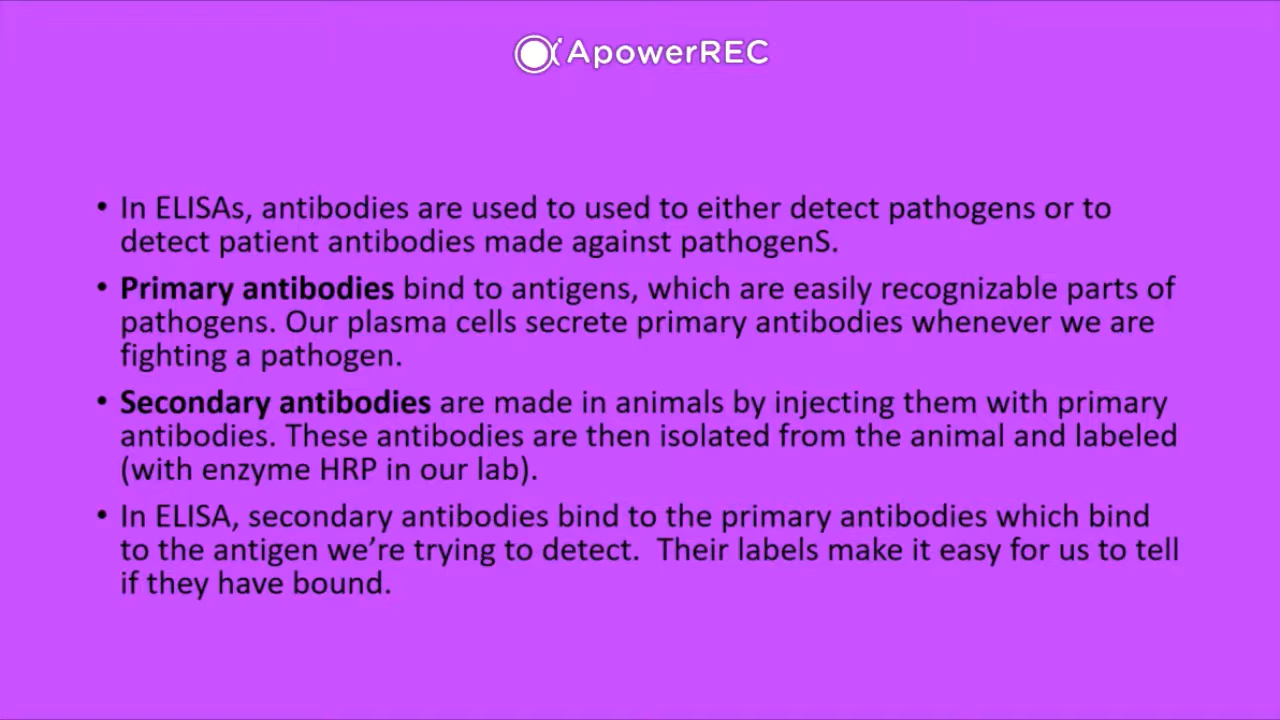 ApowerREC
• In ELISAs, antibodies are used to used to either detect pathogens or to
detect patient antibodies made against pathogenS.
• Primary antibodies bind to antigens, which are easily recognizable parts of
pathogens. Our plasma cells secrete primary antibodies whenever we are
fighting a pathogen.
• Secondary antibodies are made in animals by injecting them with primary
antibodies. These antibodies are then isolated from the animal and labeled
(with enzyme HRP in our lab).
• In ELISA, secondary antibodies bind to the primary antibodies which bind
to the antigen we’re trying to detect.  Their labels make it easy for us to tell
if they have bound.